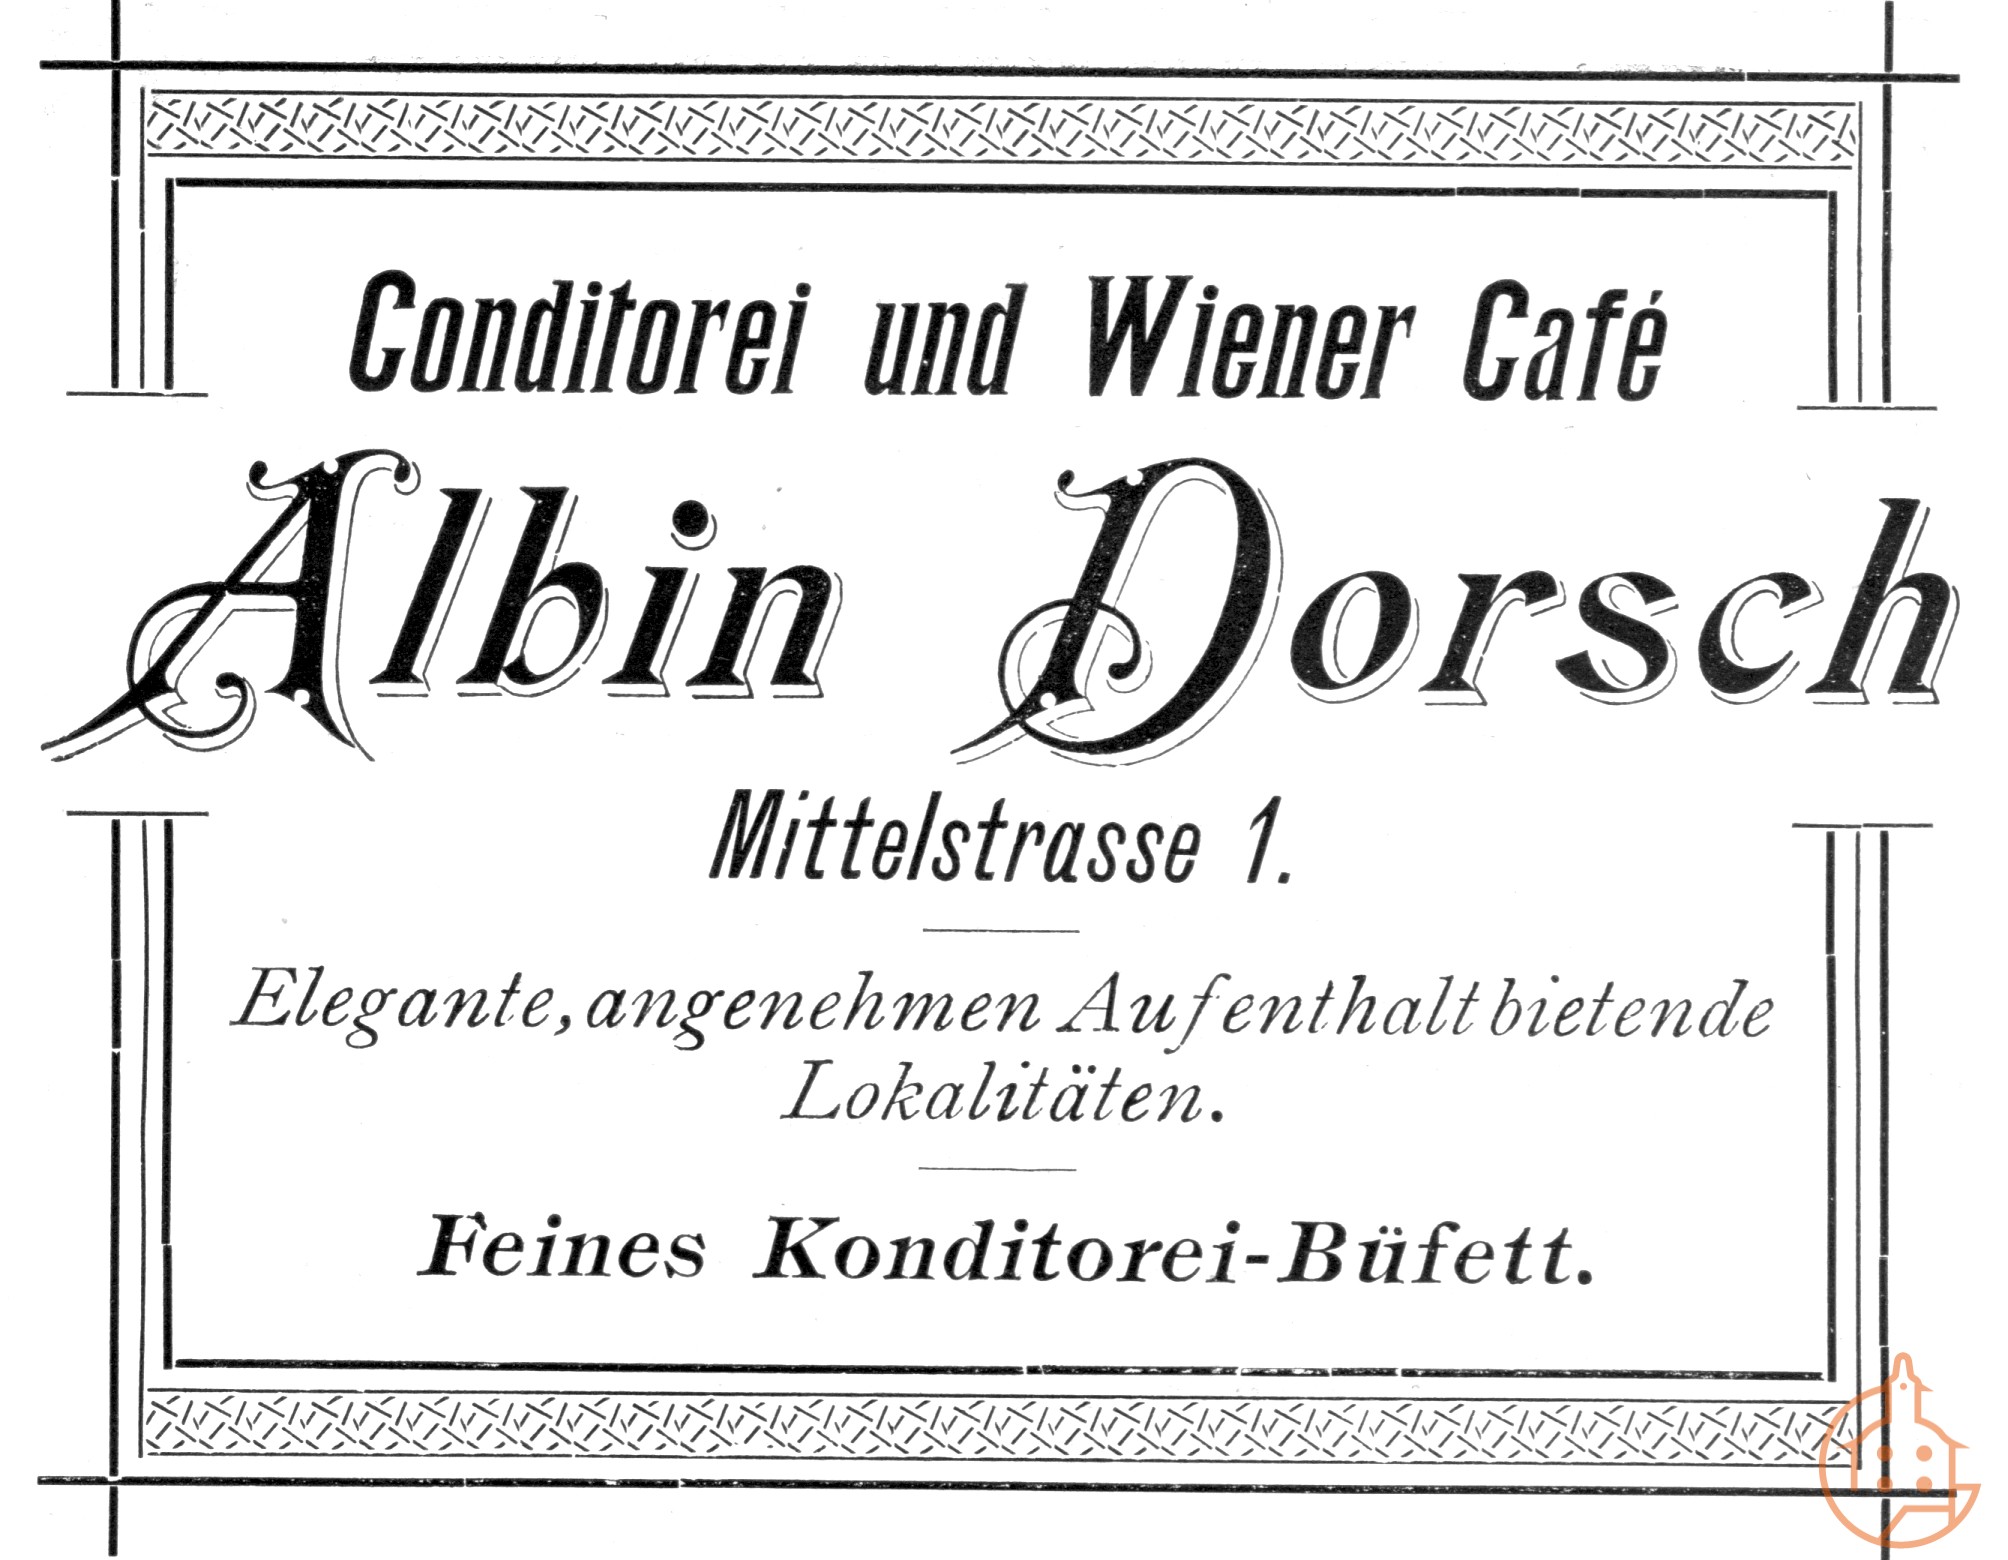 Conditorei und Wiener Café
Albin Dorsch
Mittelstrasse 1.
Elegante, angenehmen Aufenthalt bietende
Lokalitäten.
Feines Konditorei-Büfett.